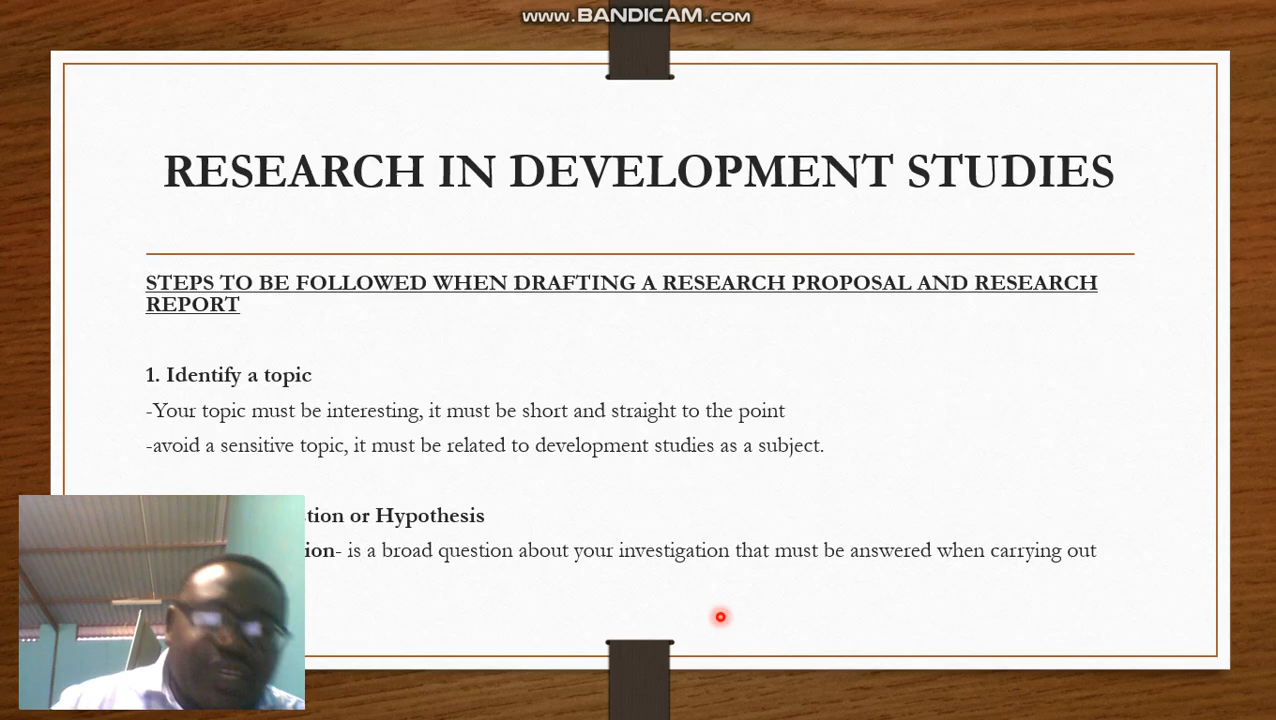 www.BANDICAM.com
RESEARCH IN DEVELOPMENT STUDIES
STEPS TO BE FOLLOWED WHEN DRAFTING A RESEARCH PROPOSAL AND RESEARCH
REPORT
1. Identify a topic
-Your topic must be interesting, it must be short and straight to the point
-avoid a sensitive topic, it must be related to development studies as a subject.
or Hypothesis
- is a broad question about your investigation that must be answered when carrying out